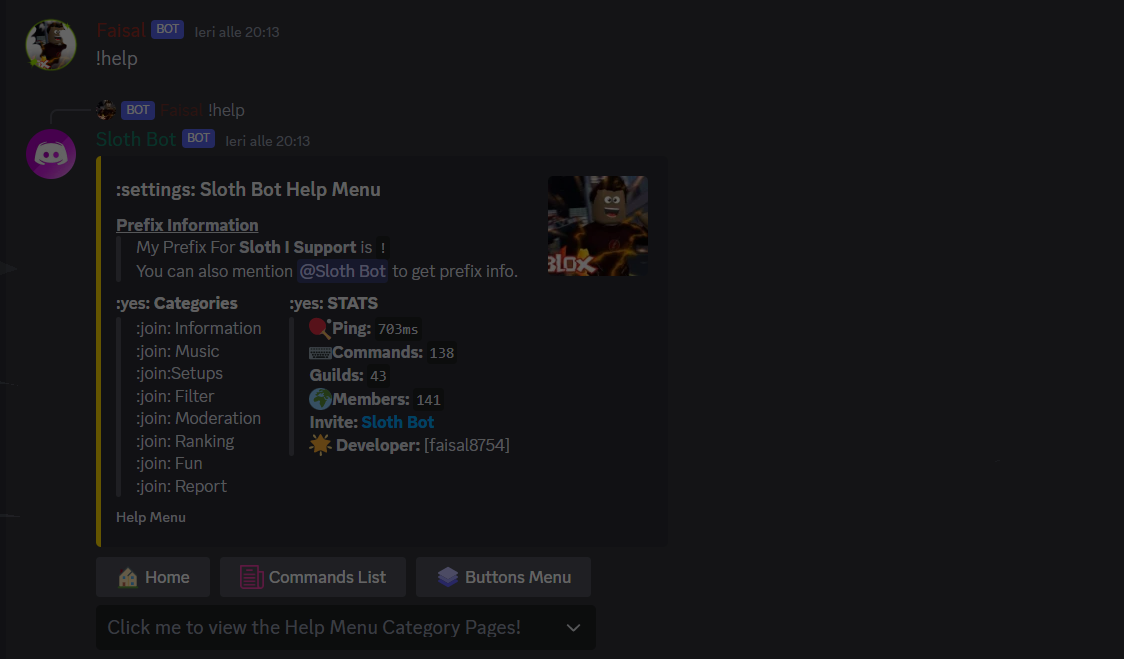 Faisal BOT Ieri alle 20:13
!help
BOT Faisal !help
Sloth Bot BOT Ieri alle 20:13
:settings: Sloth Bot Help Menu
Prefix Information
My Prefix For Sloth I Support is !
You can also mention @Sloth Bot to get prefix info.
:yes: Categories
:join: Information
:join: Music
:join:Setups
:join: Filter
:join: Moderation
:join: Ranking
:join: Fun
:join: Report
:yes: STATS
Ping: 703ms
Commands: 138
Guilds: 43
Members: 141
Invite: Sloth Bot
Developer: [faisal8754]
Help Menu
Home
Commands List
Buttons Menu
Click me to view the Help Menu Category Pages!